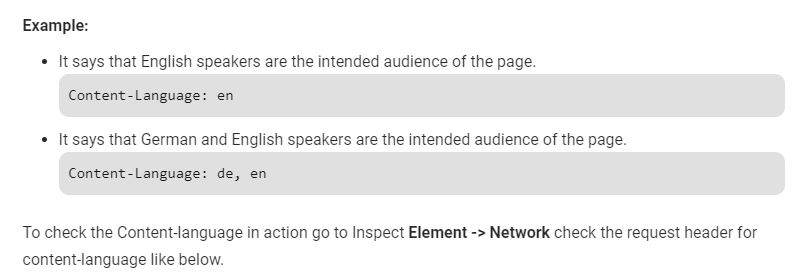 Example:
• It says that English speakers are the intended audience of the page.
Content-Language: en
• It says that German and English speakers are the intended audience of the page.
Content-Language: de, en
To check the Content-language in action go to Inspect Element -> Network check the request header for
content-language like below.